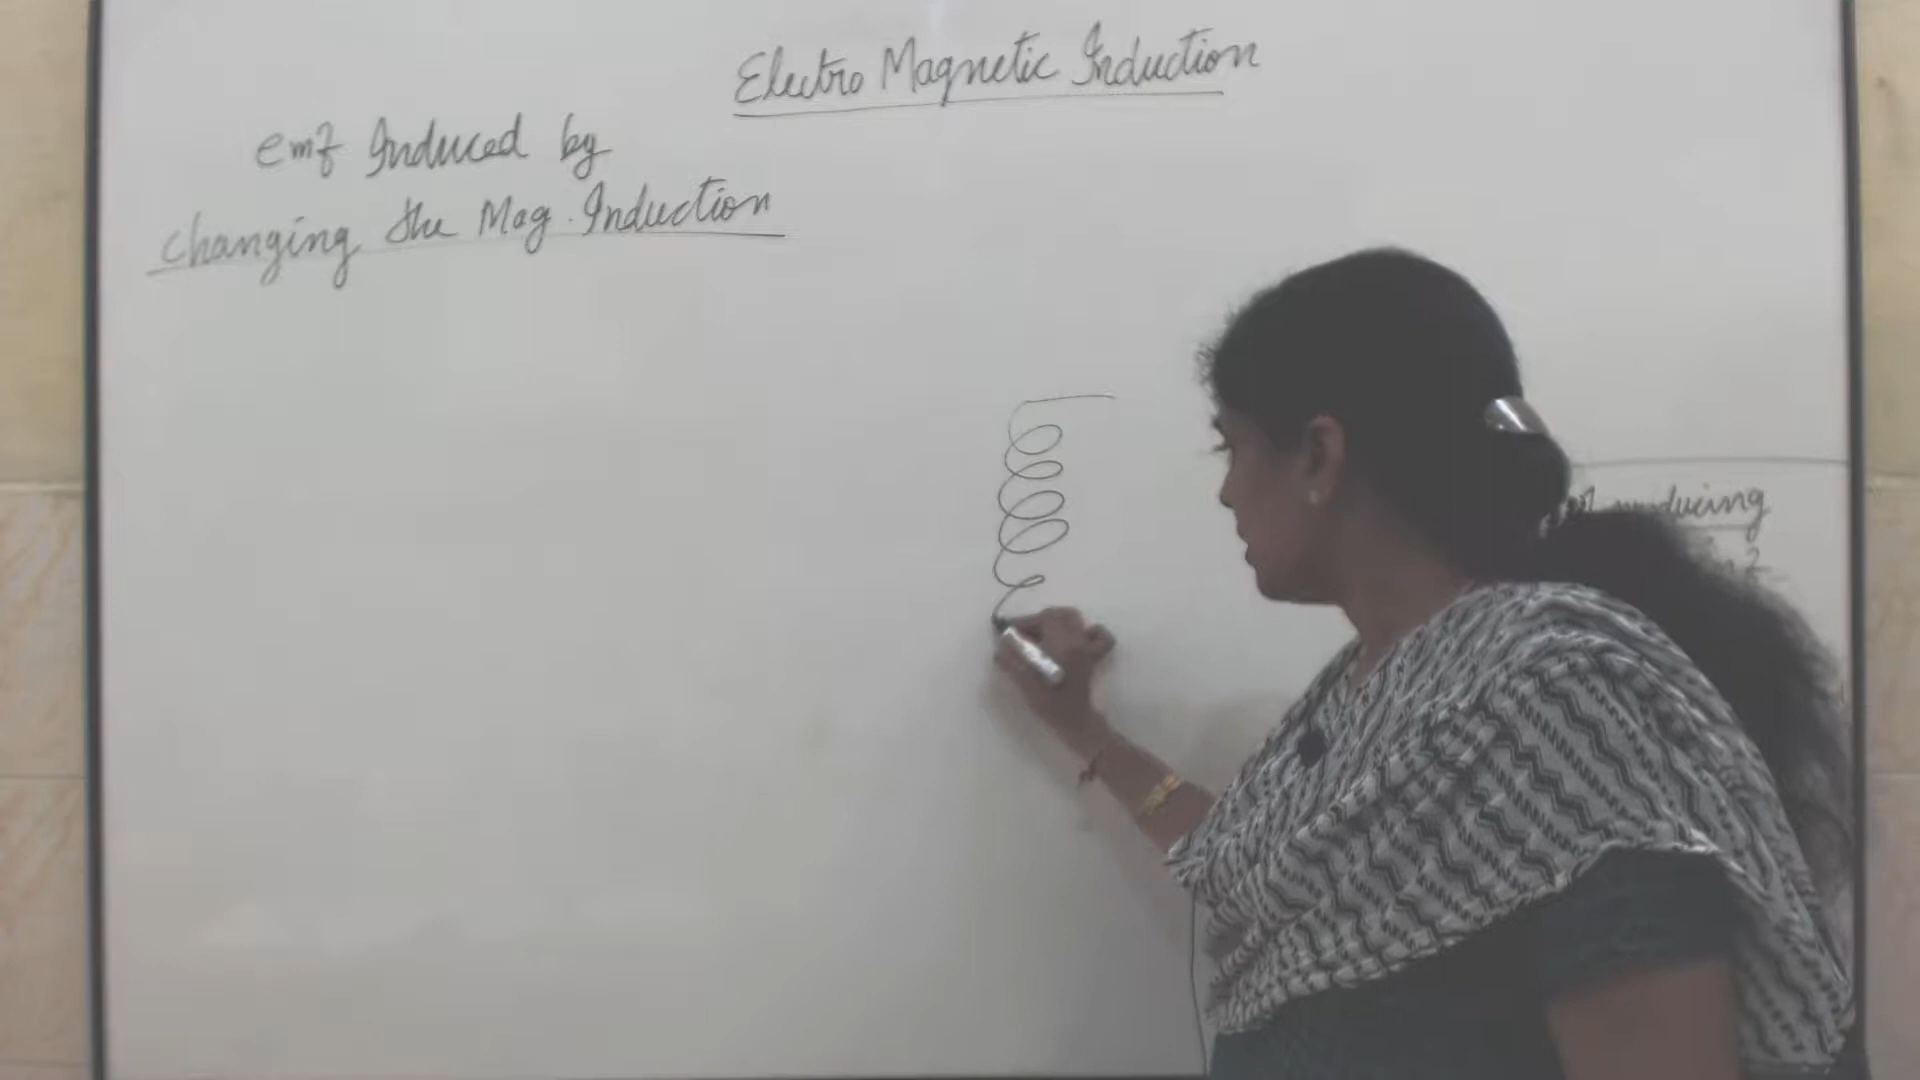 Electro Magnetic Induction
emf Induced by
changing the Mag. Induction